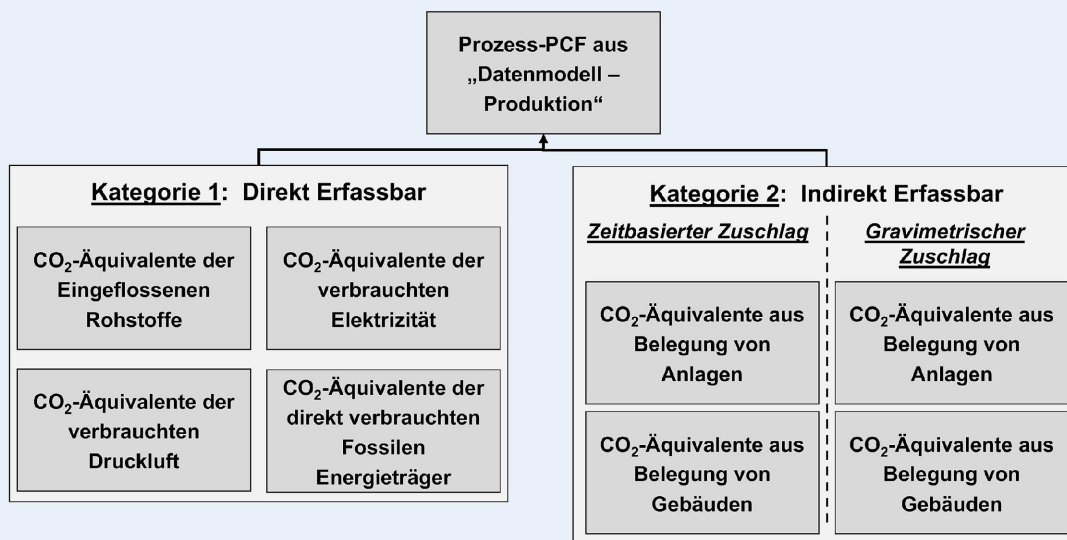 Prozess-PCF aus
„Datenmodell –
Produktion“
Kategorie 1: Direkt Erfassbar
CO₂-Äquivalente der
Eingeflossenen
Rohstoffe
CO₂-Äquivalente der
verbrauchten
Elektrizität
CO₂-Äquivalente der
verbrauchten
Druckluft
CO₂-Äquivalente der
direkt verbrauchten
Fossilen
Energieträger
Kategorie 2: Indirekt Erfassbar
Zeitbasierter Zuschlag
Gravimetrischer
Zuschlag
CO₂-Äquivalente aus
Belegung von
Anlagen
CO₂-Äquivalente aus
Belegung von
Anlagen
CO₂-Äquivalente aus
Belegung von
Gebäuden
CO₂-Äquivalente aus
Belegung von
Gebäuden